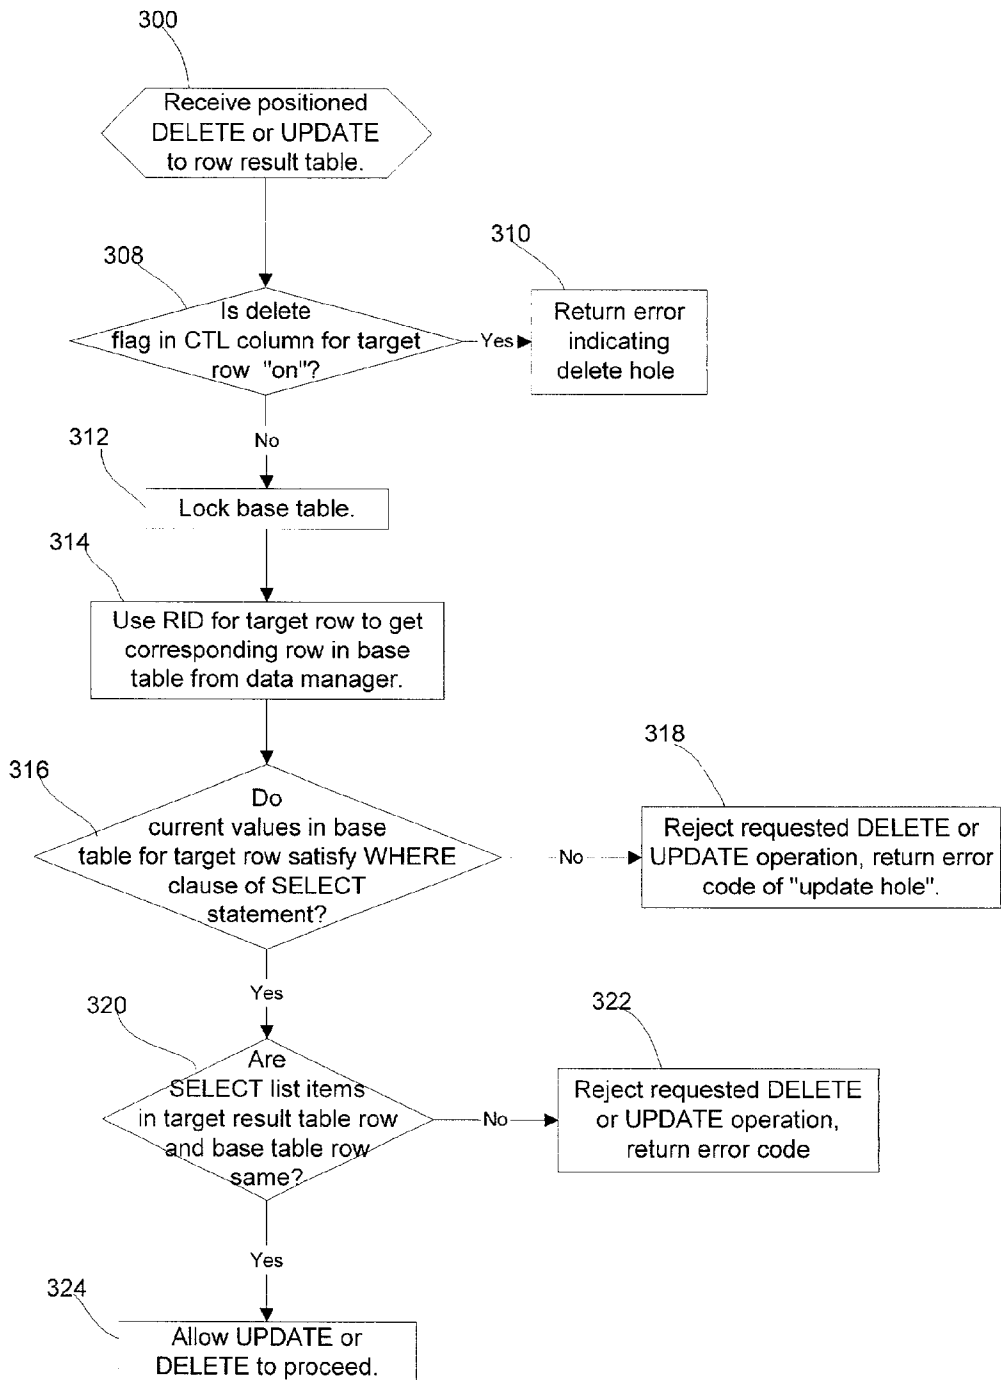 300
Receive positioned
DELETE or UPDATE
to row result table.
308
Is delete
flag in CTL column for target
row "on"?
Yes
310
Return error
indicating
delete hole
No
312
Lock base table.
314
Use RID for target row to get
corresponding row in base
table from data manager.
316
Do
current values in base
table for target row satisfy WHERE
clause of SELECT
statement?
No
318
Reject requested DELETE or
UPDATE operation, return error
code of "update hole".
Yes
320
Are
SELECT list items
in target result table row
and base table row
same?
No
322
Reject requested DELETE
or UPDATE operation,
return error code
Yes
324
Allow UPDATE or
DELETE to proceed.